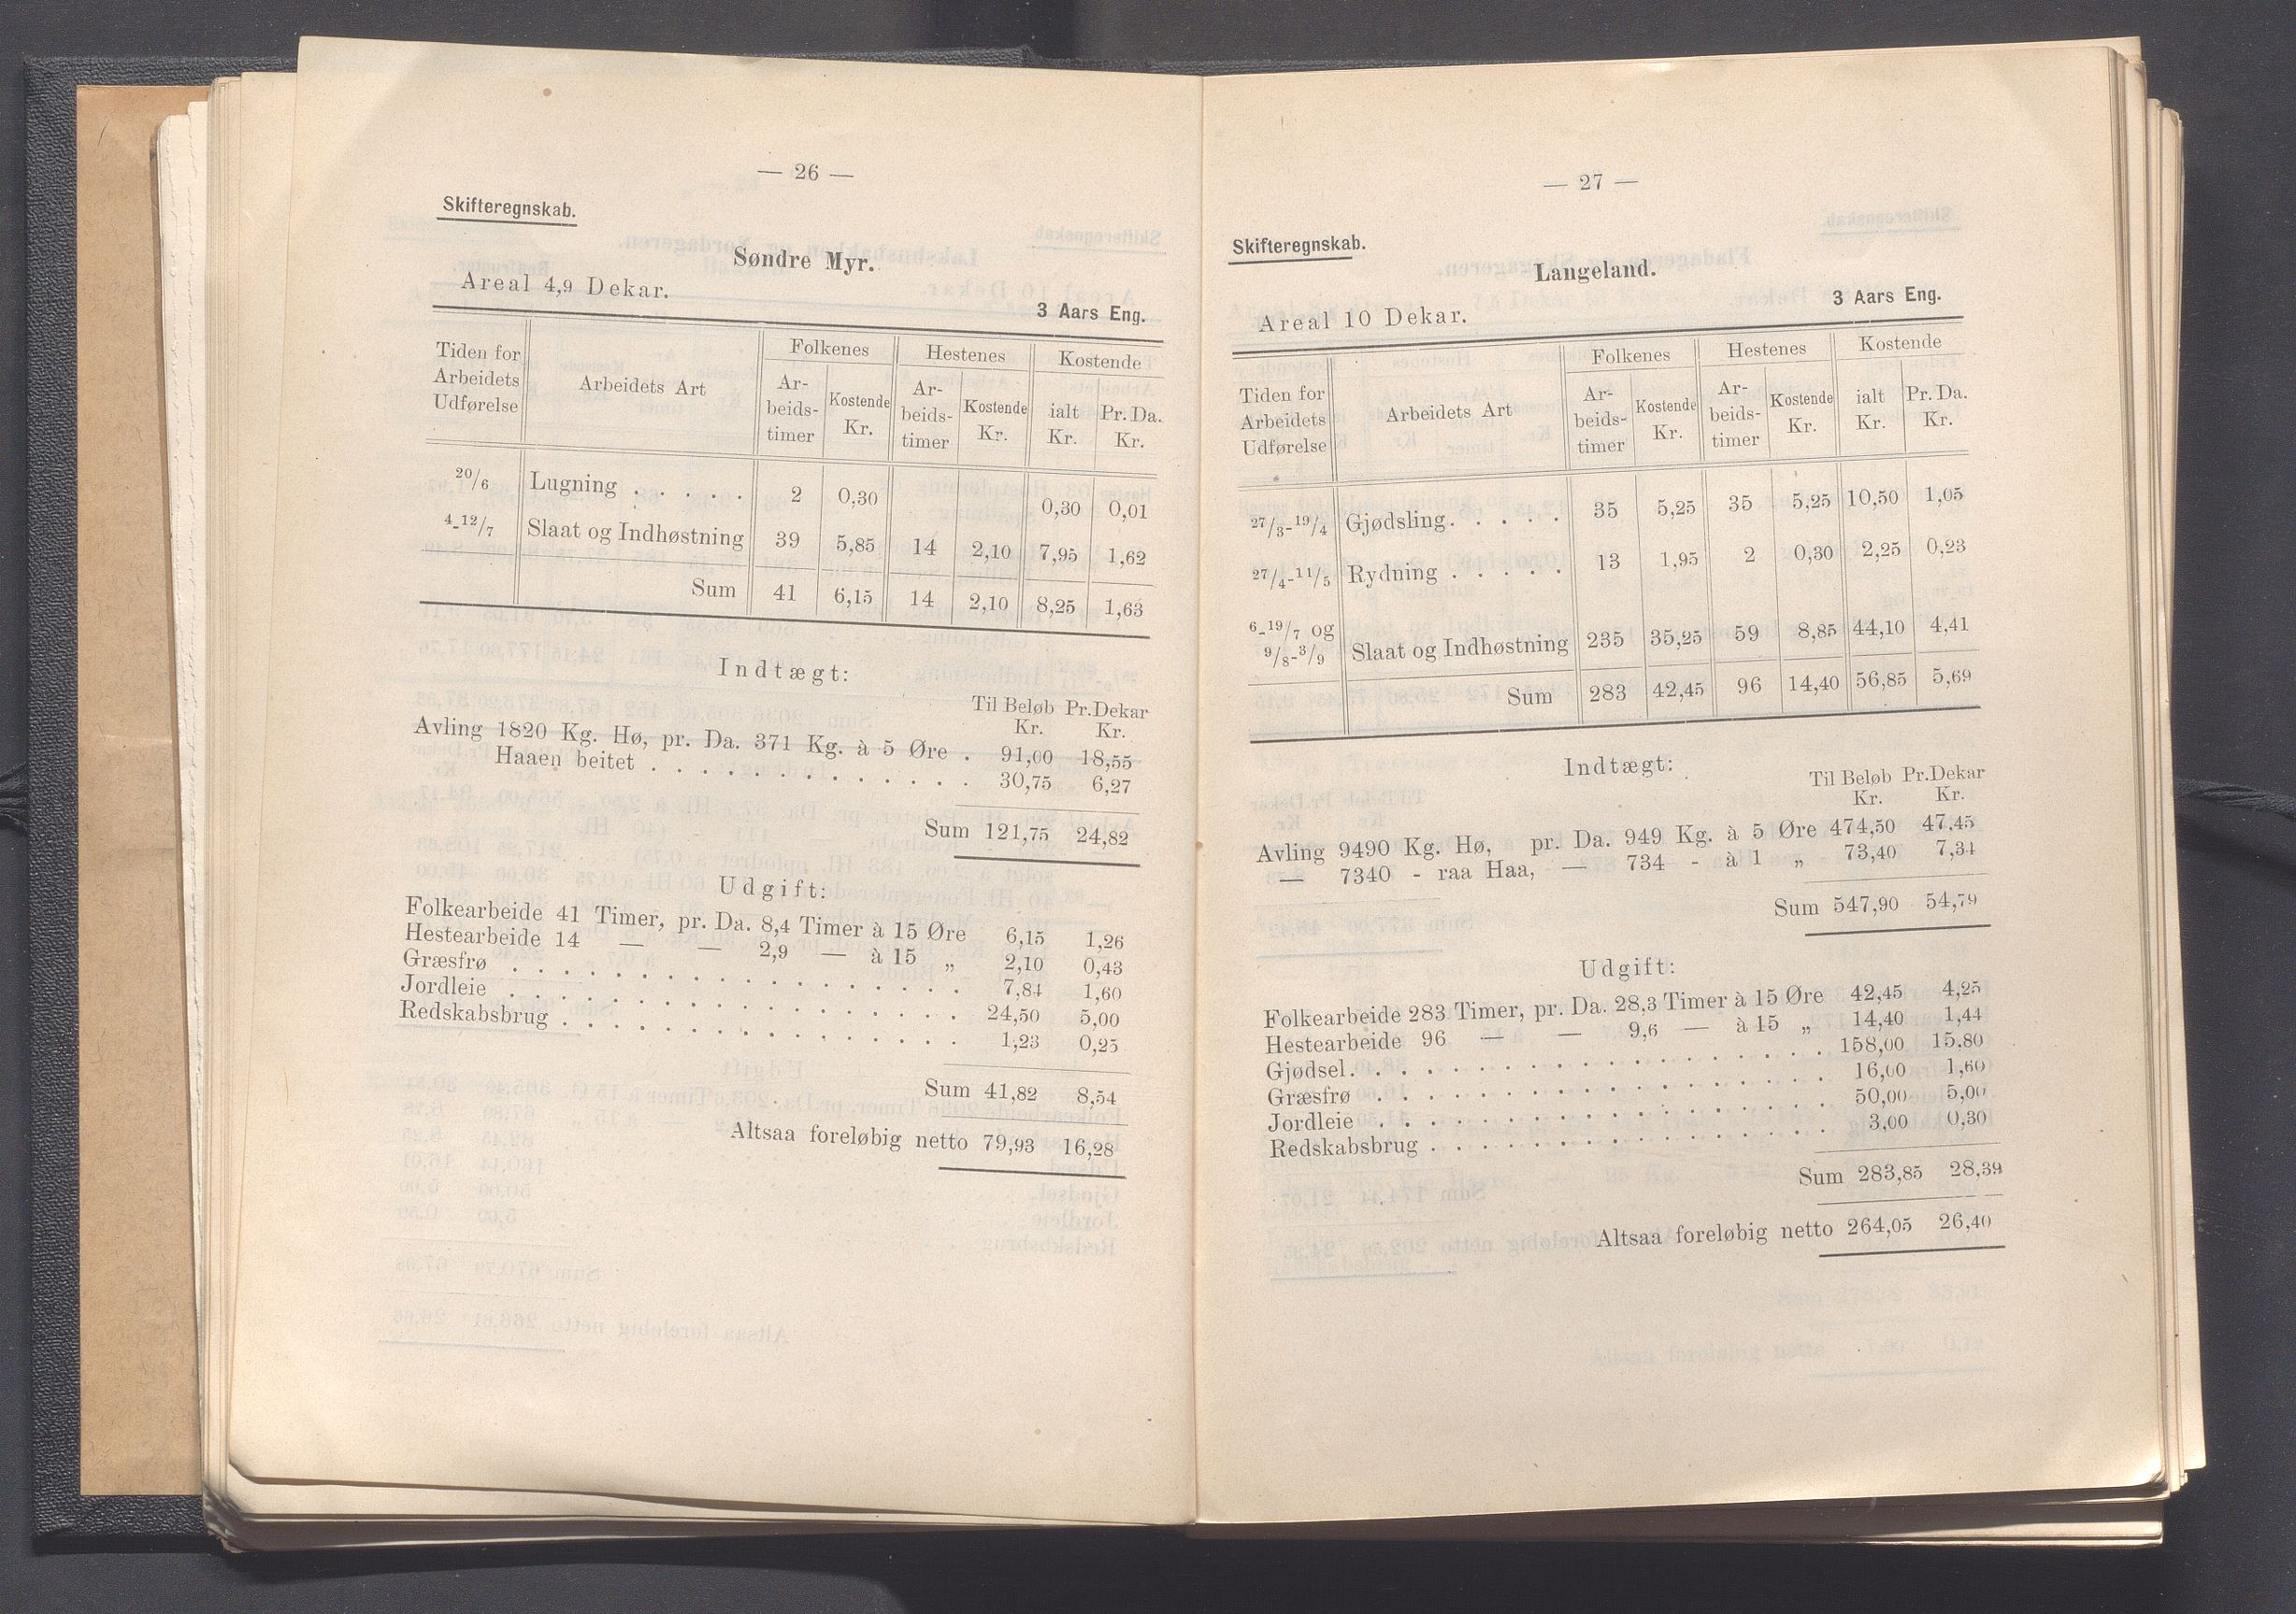 — 26 —
Skifteregnskab.
Søndre Myr.
Areal 4,9 Dekar.
3 Aars Eng.
Tiden for Arbeidets Udførelse | Arbeidets Art | Folkenes | Hestenes | Kostende
Ar-beids-timer | Kostende Kr. | Ar-beids-timer | Kostende Kr. | ialt Kr. | Pr. Da. Kr.
20/6 | Lugning . . . . . | 2 | 0,30 | | | 0,30 | 0,01
4-12/7 | Slaat og Indhøstning | 39 | 5,85 | 14 | 2,10 | 7,95 | 1,62
Sum | 41 | 6,15 | 14 | 2,10 | 8,25 | 1,63
Indtægt:
Til Beløb Pr. Dekar
Kr. Kr.
Avling 1820 Kg. Hø, pr. Da. 371 Kg. à 5 Øre . 91,00 18,55
Haaen beitet . . . . . . . . . . . . . 30,75 6,27
Sum 121,75 24,82
Udgift:
Folkearbeide 41 Timer, pr. Da. 8,4 Timer à 15 Øre 6,15 1,26
Hestearbeide 14 — — 2,9 — à 15 „ 2,10 0,43
Græsfrø . . . . . . . . . . . . . . . . . . 7,84 1,60
Jordleie . . . . . . . . . . . . . . . . . . 24,50 5,00
Redskabsbrug . . . . . . . . . . . . . . . . 1,23 0,25
Sum 41,82 8,54
Altsaa foreløbig netto 79,93 16,28
— 27 —
Skifteregnskab.
Langeland.
3 Aars Eng.
Areal 10 Dekar.
Tiden for Arbeidets Udførelse | Arbeidets Art | Folkenes | Hestenes | Kostende
Ar-beids-timer | Kostende Kr. | Ar-beids-timer | Kostende Kr. | ialt Kr. | Pr. Da. Kr.
27/3-19/4 | Gjødsling . . . . . | 35 | 5,25 | 35 | 5,25 | 10,50 | 1,05
27/4-11/5 | Rydning . . . . . | 13 | 1,95 | 2 | 0,30 | 2,25 | 0,23
6-19/7 og 9/8-3/9 | Slaat og Indhøstning | 235 | 35,25 | 59 | 8,85 | 44,10 | 4,41
Sum | 283 | 42,45 | 96 | 14,40 | 56,85 | 5,69
Indtægt:
Til Beløb Pr. Dekar
Kr. Kr.
Avling 9490 Kg. Hø, pr. Da. 949 Kg. à 5 Øre 474,50 47,45
— 7340 - raa Haa, — 734 - à 1 „ 73,40 7,34
Sum 547,90 54,79
Udgift:
Folkearbeide 283 Timer, pr. Da. 28,3 Timer à 15 Øre 42,45 4,25
Hestearbeide 96 — — 9,6 — à 15 „ 14,40 1,44
Gjødsel . . . . . . . . . . . . . . . . . . 158,00 15,80
Græsfrø . . . . . . . . . . . . . . . . . . 16,00 1,60
Jordleie . . . . . . . . . . . . . . . . . . 50,00 5,00
Redskabsbrug . . . . . . . . . . . . . . . . 3,00 0,30
Sum 283,85 28,39
Altsaa foreløbig netto 264,05 26,40